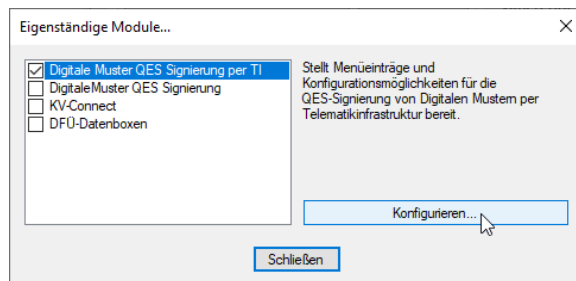 Eigenständige Module...
Digitale Muster QES Signierung per TI
DigitaleMuster QES Signierung
KV-Connect
DFÜ-Datenboxen
Stellt Menüeinträge und
Konfigurationsmöglichkeiten für die
QES-Signierung von Digitalen Mustern per
Telematikinfrastruktur bereit.
Konfigurieren...
Schließen